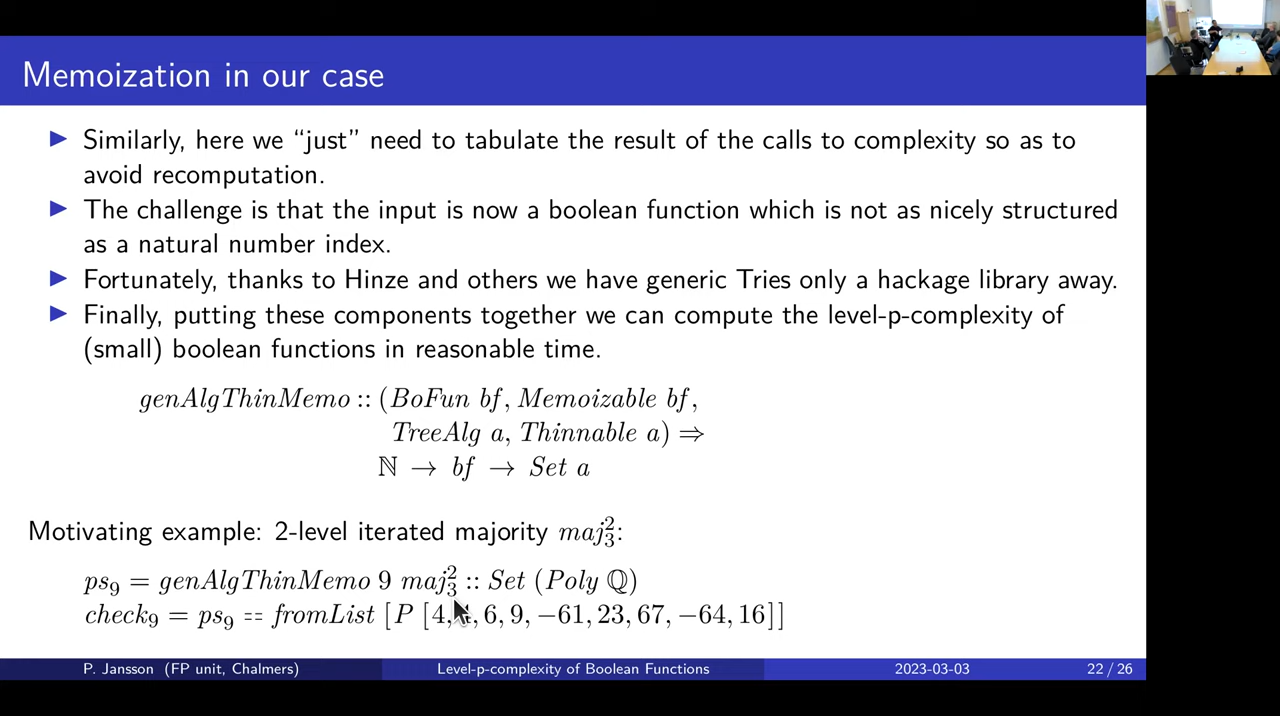 Memoization in our case
▶ Similarly, here we “just” need to tabulate the result of the calls to complexity so as to
avoid recomputation.
▶ The challenge is that the input is now a boolean function which is not as nicely structured
as a natural number index.
▶ Fortunately, thanks to Hinze and others we have generic Tries only a hackage library away.
▶ Finally, putting these components together we can compute the level-p-complexity of
(small) boolean functions in reasonable time.
genAlgThinMemo :: (BoFun bf, Memoizable bf,
TreeAlg a, Thinnable a) ⇒
ℕ → bf → Set a
Motivating example: 2-level iterated majority maj₃²:
ps₉ = genAlgThinMemo 9 maj₃² :: Set (Poly ℚ)
check₉ = ps₉ == fromList [P [4, , 6, 9, −61, 23, 67, −64, 16]]
P. Jansson (FP unit, Chalmers) Level-p-complexity of Boolean Functions 2023-03-03 22 / 26